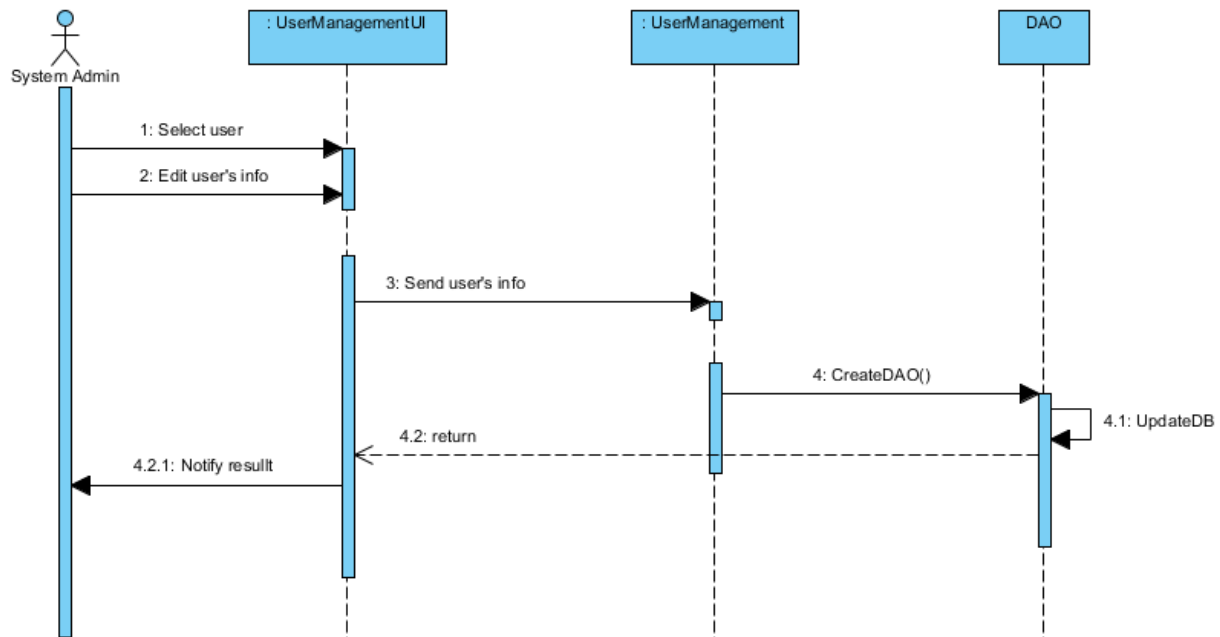 : UserManagementUI
: UserManagement
DAO
System Admin
1: Select user
2: Edit user's info
3: Send user's info
4: CreateDAO()
4.1: UpdateDB
4.2: return
4.2.1: Notify resullt